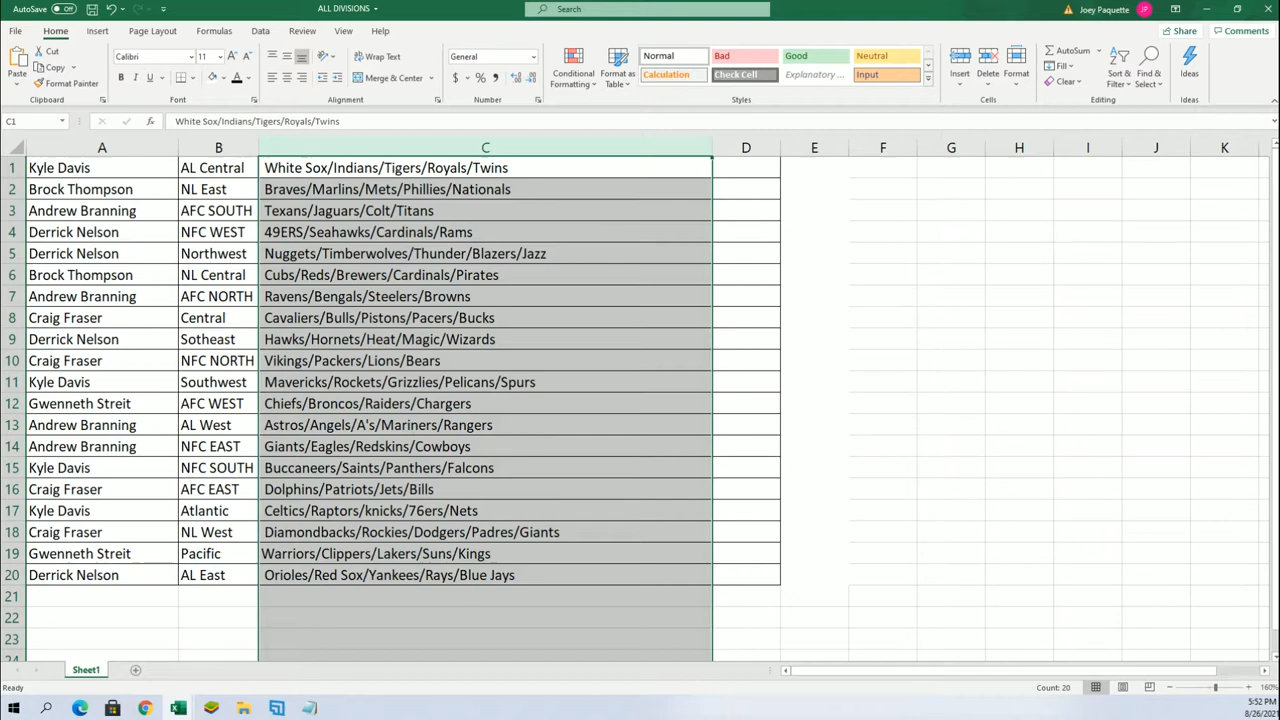 AutoSave Off ALL DIVISIONS Search Joey Paquette JP
File Home Insert Page Layout Formulas Data Review View Help Share Comments
Paste Cut Copy Format Painter Clipboard
Calibri 11 B I U A Font
Wrap Text Merge & Center Alignment
General $ % , Number
Conditional Formatting Format as Table
Normal Bad Good Neutral
Calculation Check Cell Explanatory ... Input
Styles
Insert Delete Format Cells
AutoSum Fill Clear Sort & Filter Find & Select Editing
Ideas Ideas
C1 fx White Sox/Indians/Tigers/Royals/Twins
A B C D E F G H I J K
1 Kyle Davis AL Central White Sox/Indians/Tigers/Royals/Twins
2 Brock Thompson NL East Braves/Marlins/Mets/Phillies/Nationals
3 Andrew Branning AFC SOUTH Texans/Jaguars/Colt/Titans
4 Derrick Nelson NFC WEST 49ERS/Seahawks/Cardinals/Rams
5 Derrick Nelson Northwest Nuggets/Timberwolves/Thunder/Blazers/Jazz
6 Brock Thompson NL Central Cubs/Reds/Brewers/Cardinals/Pirates
7 Andrew Branning AFC NORTH Ravens/Bengals/Steelers/Browns
8 Craig Fraser Central Cavaliers/Bulls/Pistons/Pacers/Bucks
9 Derrick Nelson Sotheast Hawks/Hornets/Heat/Magic/Wizards
10 Craig Fraser NFC NORTH Vikings/Packers/Lions/Bears
11 Kyle Davis Southwest Mavericks/Rockets/Grizzlies/Pelicans/Spurs
12 Gwenneth Streit AFC WEST Chiefs/Broncos/Raiders/Chargers
13 Andrew Branning AL West Astros/Angels/A's/Mariners/Rangers
14 Andrew Branning NFC EAST Giants/Eagles/Redskins/Cowboys
15 Kyle Davis NFC SOUTH Buccaneers/Saints/Panthers/Falcons
16 Craig Fraser AFC EAST Dolphins/Patriots/Jets/Bills
17 Kyle Davis Atlantic Celtics/Raptors/knicks/76ers/Nets
18 Craig Fraser NL West Diamondbacks/Rockies/Dodgers/Padres/Giants
19 Gwenneth Streit Pacific Warriors/Clippers/Lakers/Suns/Kings
20 Derrick Nelson AL East Orioles/Red Sox/Yankees/Rays/Blue Jays
21
22
23
Sheet1
Ready Count: 20 160%
5:52 PM